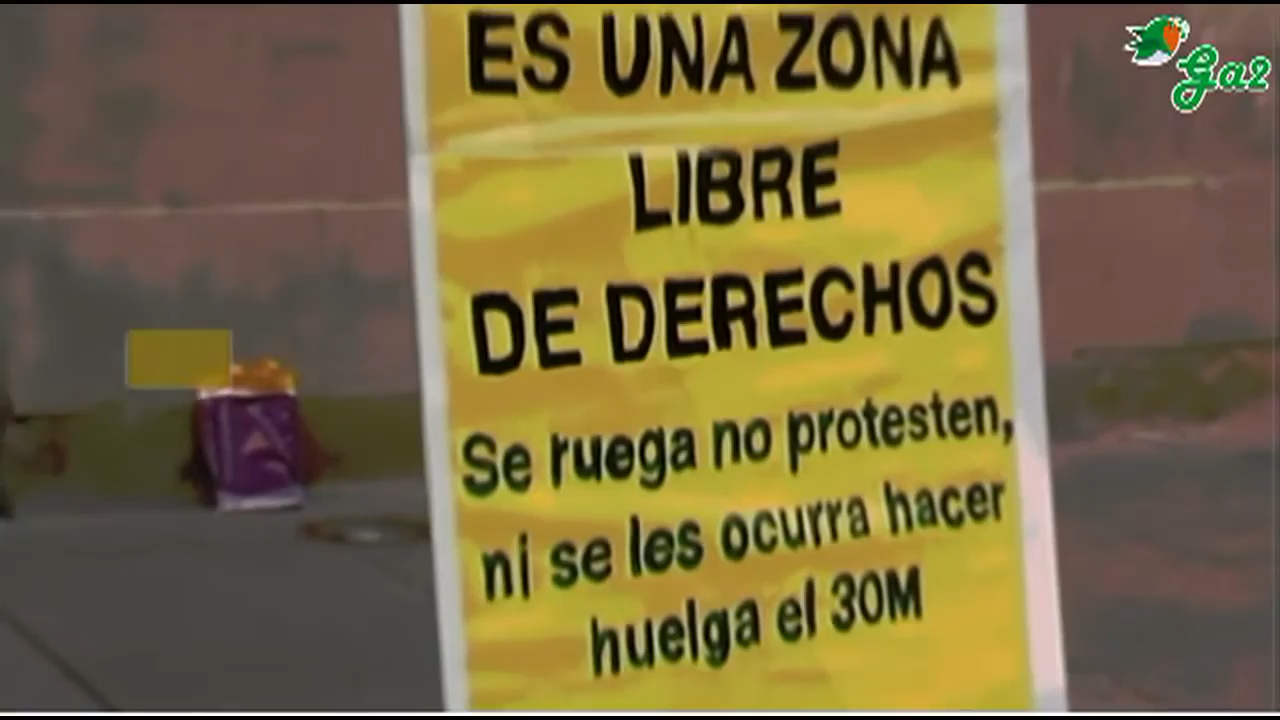 Ga2
ES UNA ZONA
LIBRE
DE DERECHOS
Se ruega no protesten,
ni se les ocurra hacer
huelga el 30M